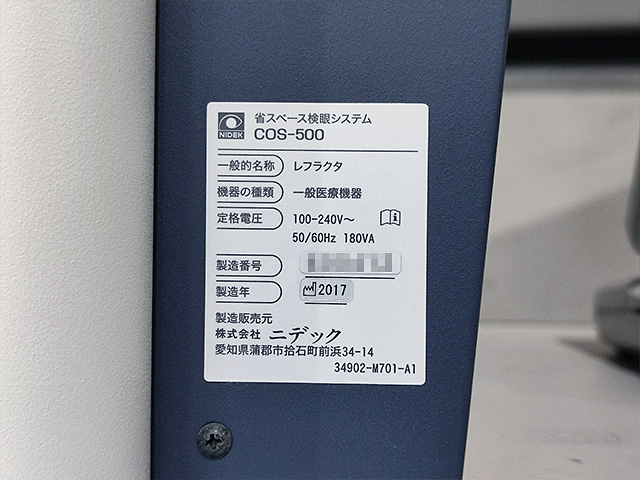 NIDEK
省スペース検眼システム
COS-500
一般的名称 レフラクタ
機器の種類 一般医療機器
定格電圧 100-240V～
50/60Hz 180VA
製造番号
製造年 2017
製造販売元
株式会社 ニデック
愛知県蒲郡市拾石町前浜34-14
34902-M701-A1